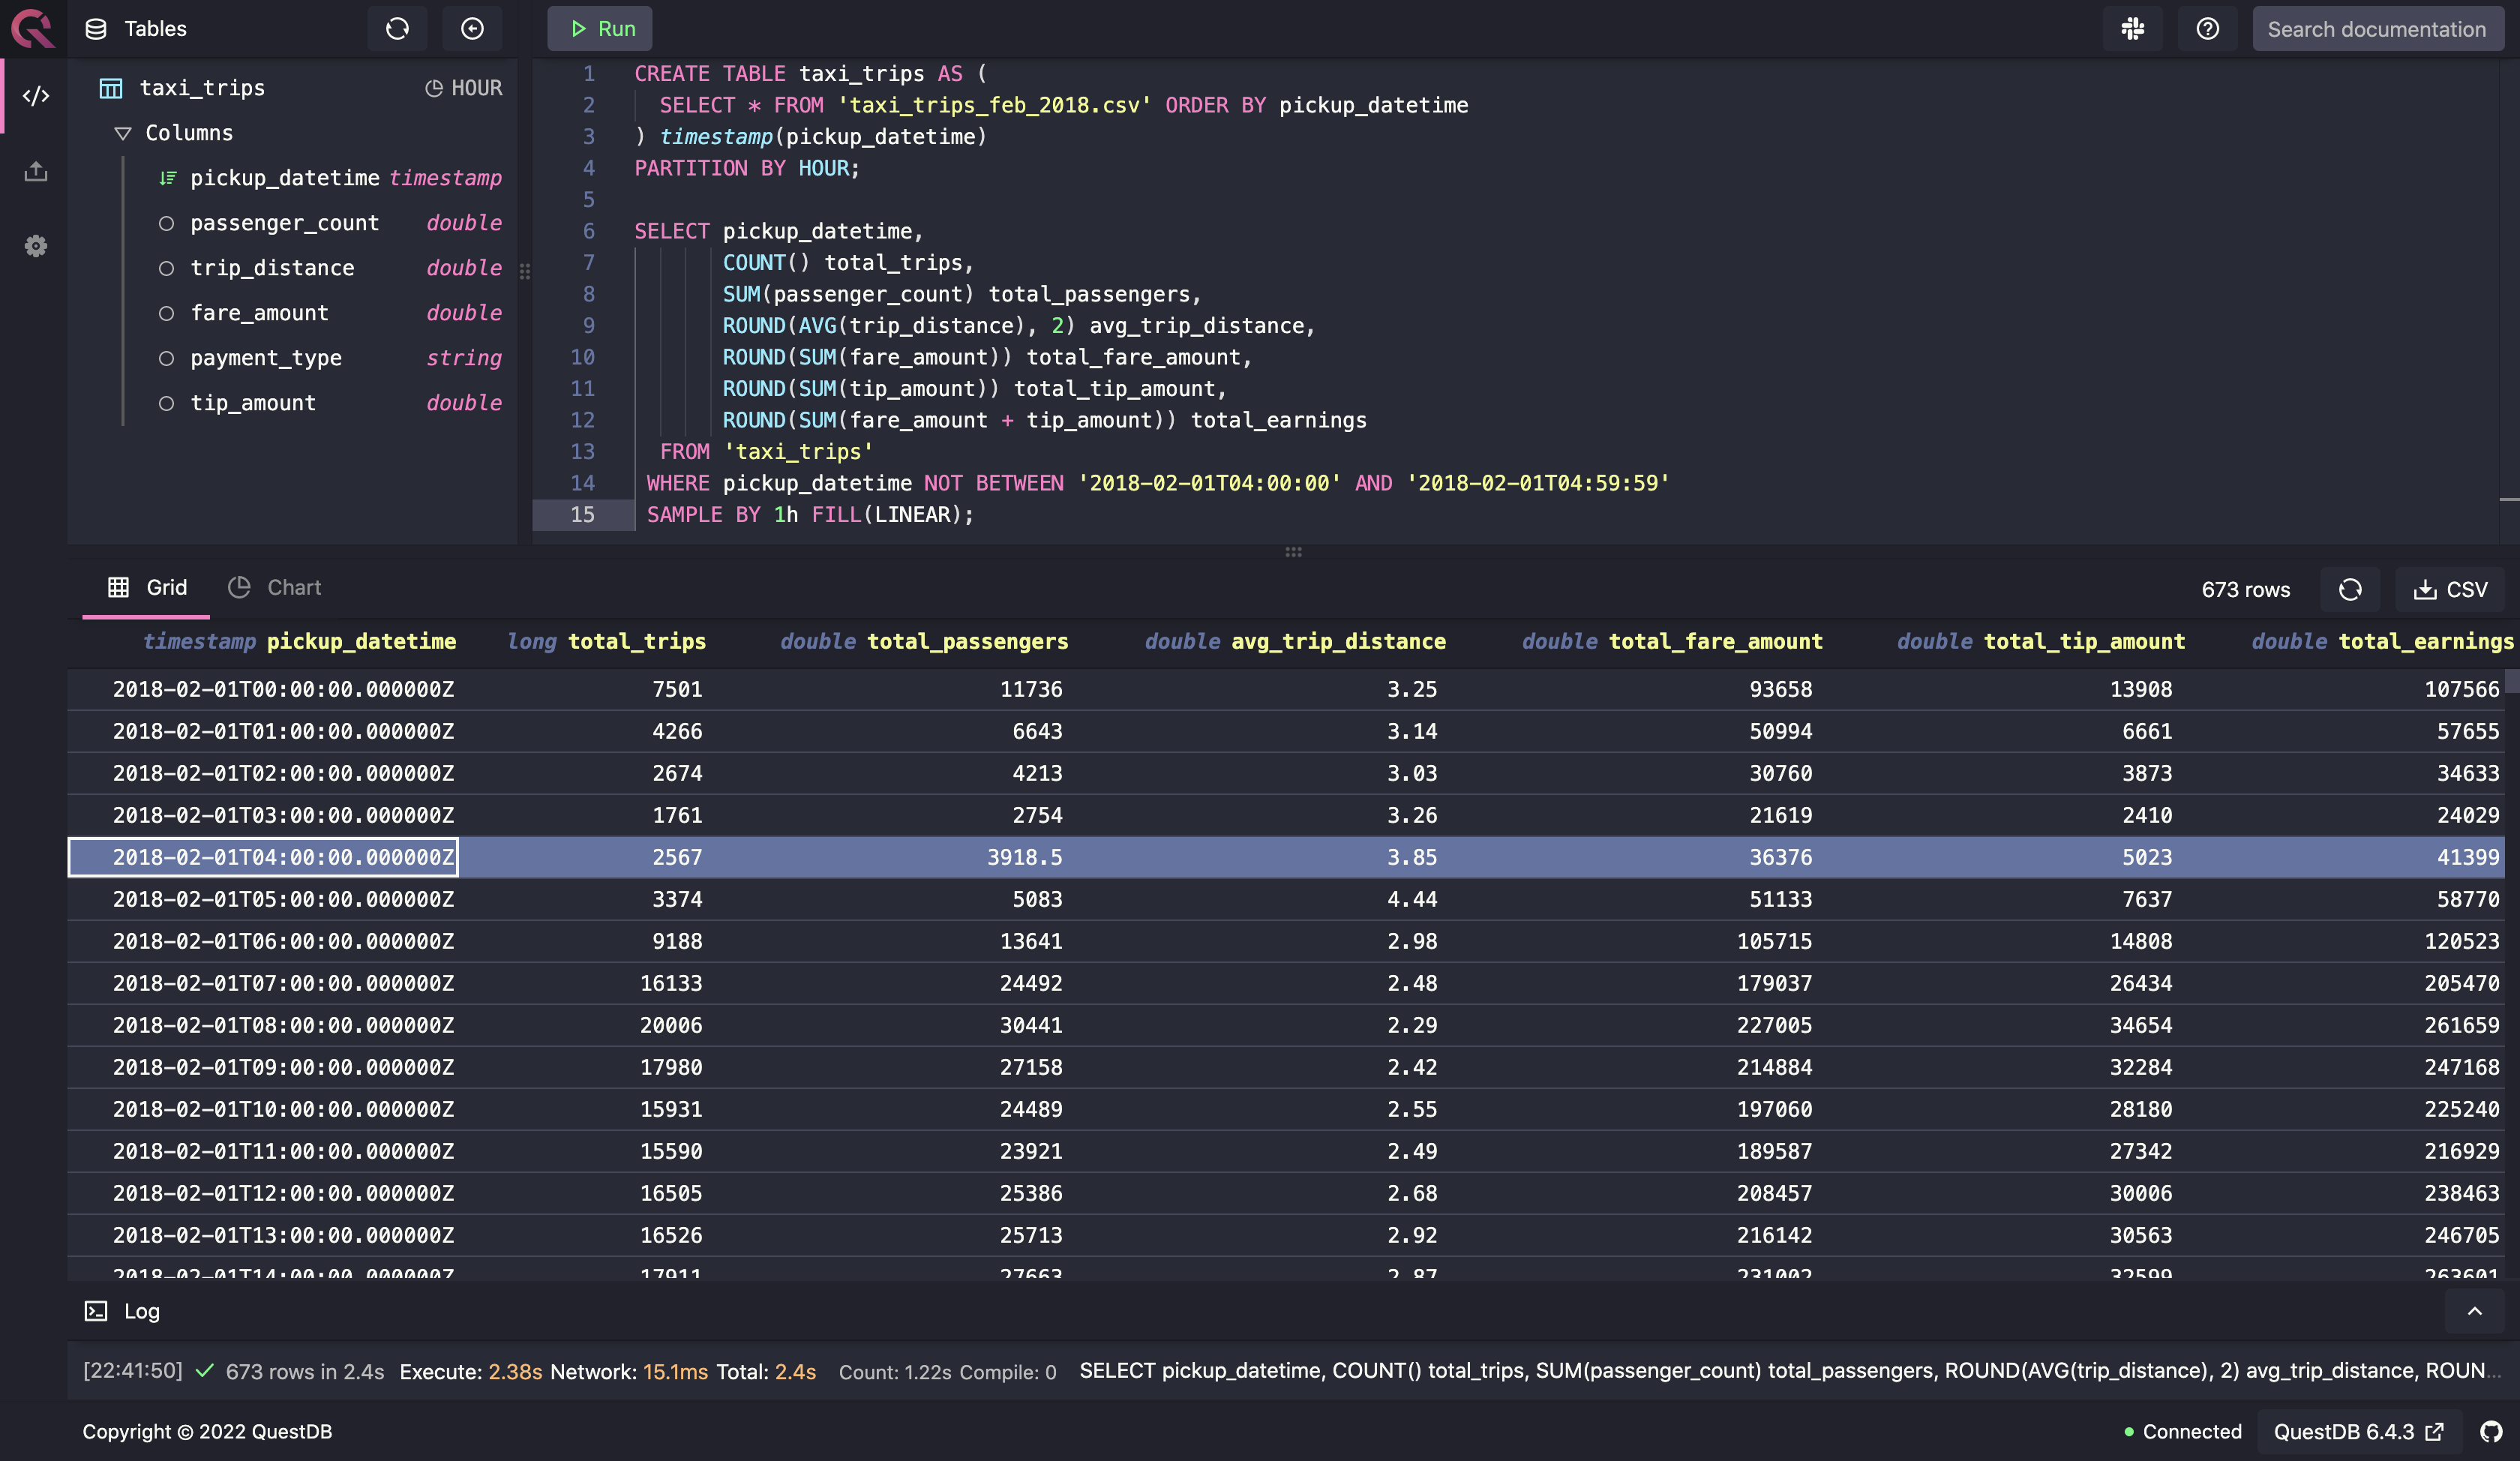 Tables
Run
Search documentation
taxi_trips HOUR
Columns
pickup_datetime timestamp
passenger_count double
trip_distance double
fare_amount double
payment_type string
tip_amount double
1 CREATE TABLE taxi_trips AS (
2 SELECT * FROM 'taxi_trips_feb_2018.csv' ORDER BY pickup_datetime
3 ) timestamp(pickup_datetime)
4 PARTITION BY HOUR;
5
6 SELECT pickup_datetime,
7 COUNT() total_trips,
8 SUM(passenger_count) total_passengers,
9 ROUND(AVG(trip_distance), 2) avg_trip_distance,
10 ROUND(SUM(fare_amount)) total_fare_amount,
11 ROUND(SUM(tip_amount)) total_tip_amount,
12 ROUND(SUM(fare_amount + tip_amount)) total_earnings
13 FROM 'taxi_trips'
14 WHERE pickup_datetime NOT BETWEEN '2018-02-01T04:00:00' AND '2018-02-01T04:59:59'
15 SAMPLE BY 1h FILL(LINEAR);
Grid Chart 673 rows CSV
timestamp pickup_datetime long total_trips double total_passengers double avg_trip_distance double total_fare_amount double total_tip_amount double total_earnings
2018-02-01T00:00:00.000000Z 7501 11736 3.25 93658 13908 107566
2018-02-01T01:00:00.000000Z 4266 6643 3.14 50994 6661 57655
2018-02-01T02:00:00.000000Z 2674 4213 3.03 30760 3873 34633
2018-02-01T03:00:00.000000Z 1761 2754 3.26 21619 2410 24029
2018-02-01T04:00:00.000000Z 2567 3918.5 3.85 36376 5023 41399
2018-02-01T05:00:00.000000Z 3374 5083 4.44 51133 7637 58770
2018-02-01T06:00:00.000000Z 9188 13641 2.98 105715 14808 120523
2018-02-01T07:00:00.000000Z 16133 24492 2.48 179037 26434 205470
2018-02-01T08:00:00.000000Z 20006 30441 2.29 227005 34654 261659
2018-02-01T09:00:00.000000Z 17980 27158 2.42 214884 32284 247168
2018-02-01T10:00:00.000000Z 15931 24489 2.55 197060 28180 225240
2018-02-01T11:00:00.000000Z 15590 23921 2.49 189587 27342 216929
2018-02-01T12:00:00.000000Z 16505 25386 2.68 208457 30006 238463
2018-02-01T13:00:00.000000Z 16526 25713 2.92 216142 30563 246705
2018-02-01T14:00:00.000000Z 17911 27663 2.87 231002 32599 263601
Log
[22:41:50] 673 rows in 2.4s Execute: 2.38s Network: 15.1ms Total: 2.4s Count: 1.22s Compile: 0 SELECT pickup_datetime, COUNT() total_trips, SUM(passenger_count) total_passengers, ROUND(AVG(trip_distance), 2) avg_trip_distance, ROUN...
Copyright © 2022 QuestDB
Connected QuestDB 6.4.3